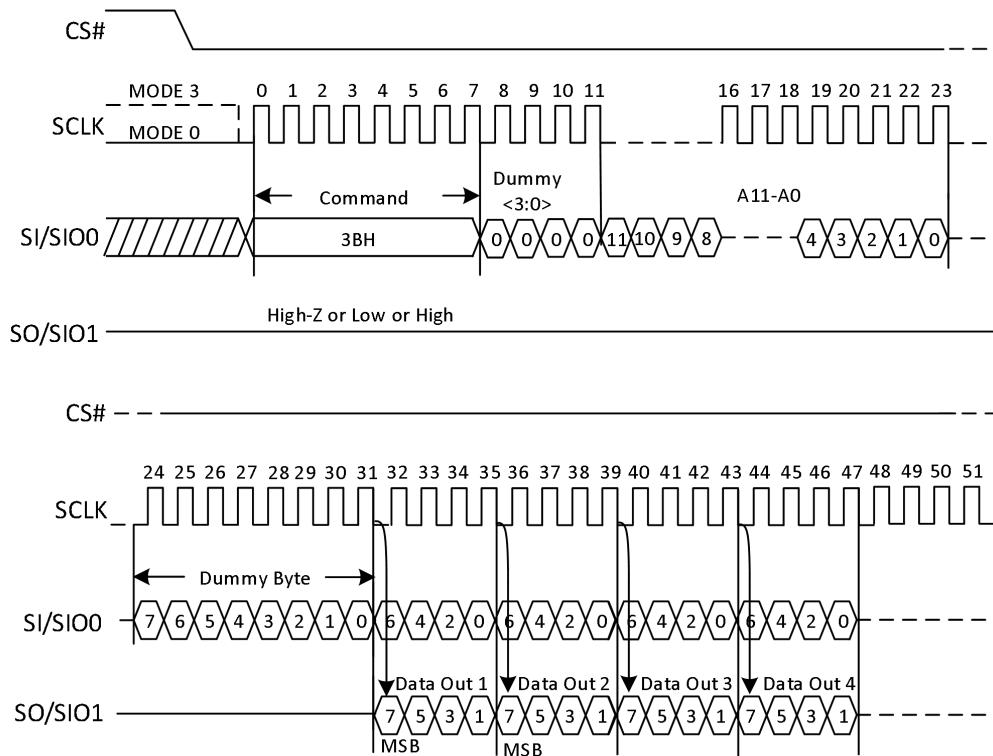 CS#
MODE 3
0 1 2 3 4 5 6 7 8 9 10 11 16 17 18 19 20 21 22 23
SCLK
MODE 0
Command
Dummy
<3:0>
A11-A0
SI/SIO0
3BH
0 0 0 0 11 10 9 8 4 3 2 1 0
High-Z or Low or High
SO/SIO1
CS#
24 25 26 27 28 29 30 31 32 33 34 35 36 37 38 39 40 41 42 43 44 45 46 47 48 49 50 51
SCLK
Dummy Byte
SI/SIO0
7 6 5 4 3 2 1 0 6 4 2 0 6 4 2 0 6 4 2 0 6 4 2 0
Data Out 1 Data Out 2 Data Out 3 Data Out 4
SO/SIO1
7 5 3 1 7 5 3 1 7 5 3 1 7 5 3 1
MSB MSB